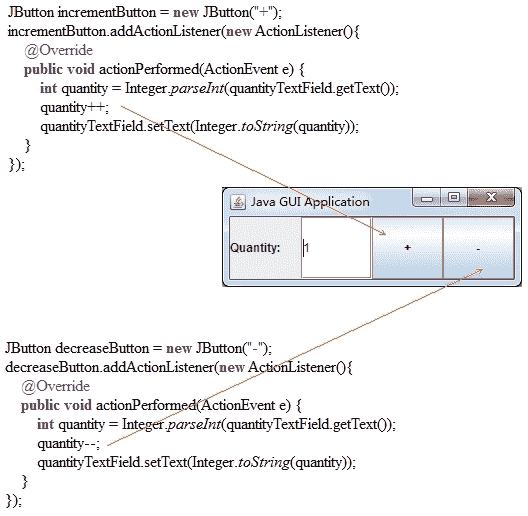 JButton incrementButton = new JButton("+");
incrementButton.addActionListener(new ActionListener(){
@Override
public void actionPerformed(ActionEvent e) {
int quantity = Integer.parseInt(quantityTextField.getText());
quantity++;
quantityTextField.setText(Integer.toString(quantity));
}
});
Java GUI Application
Quantity: 1 + -
JButton decreaseButton = new JButton("-");
decreaseButton.addActionListener(new ActionListener(){
@Override
public void actionPerformed(ActionEvent e) {
int quantity = Integer.parseInt(quantityTextField.getText());
quantity--;
quantityTextField.setText(Integer.toString(quantity));
}
});